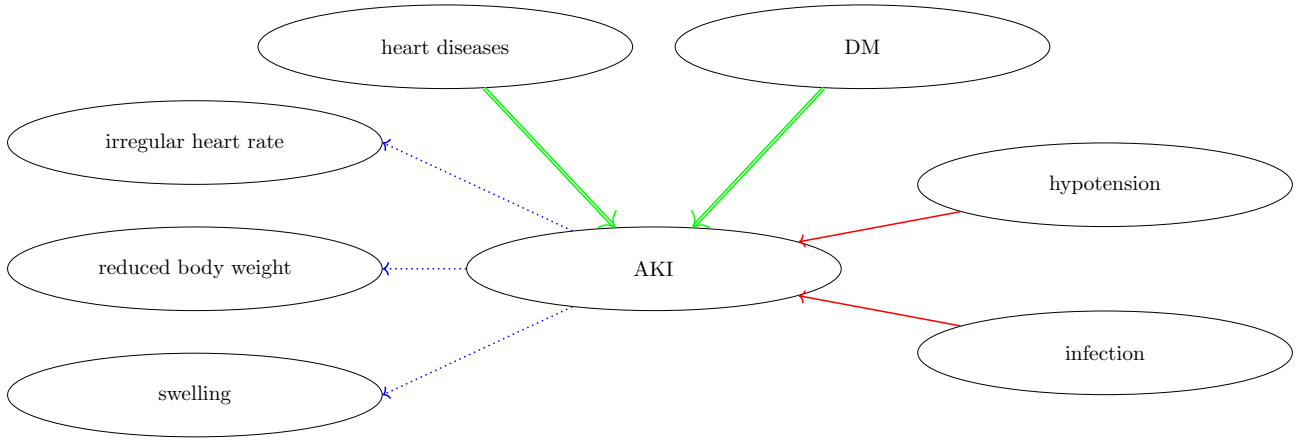 heart diseases
DM
irregular heart rate
hypotension
reduced body weight
AKI
infection
swelling